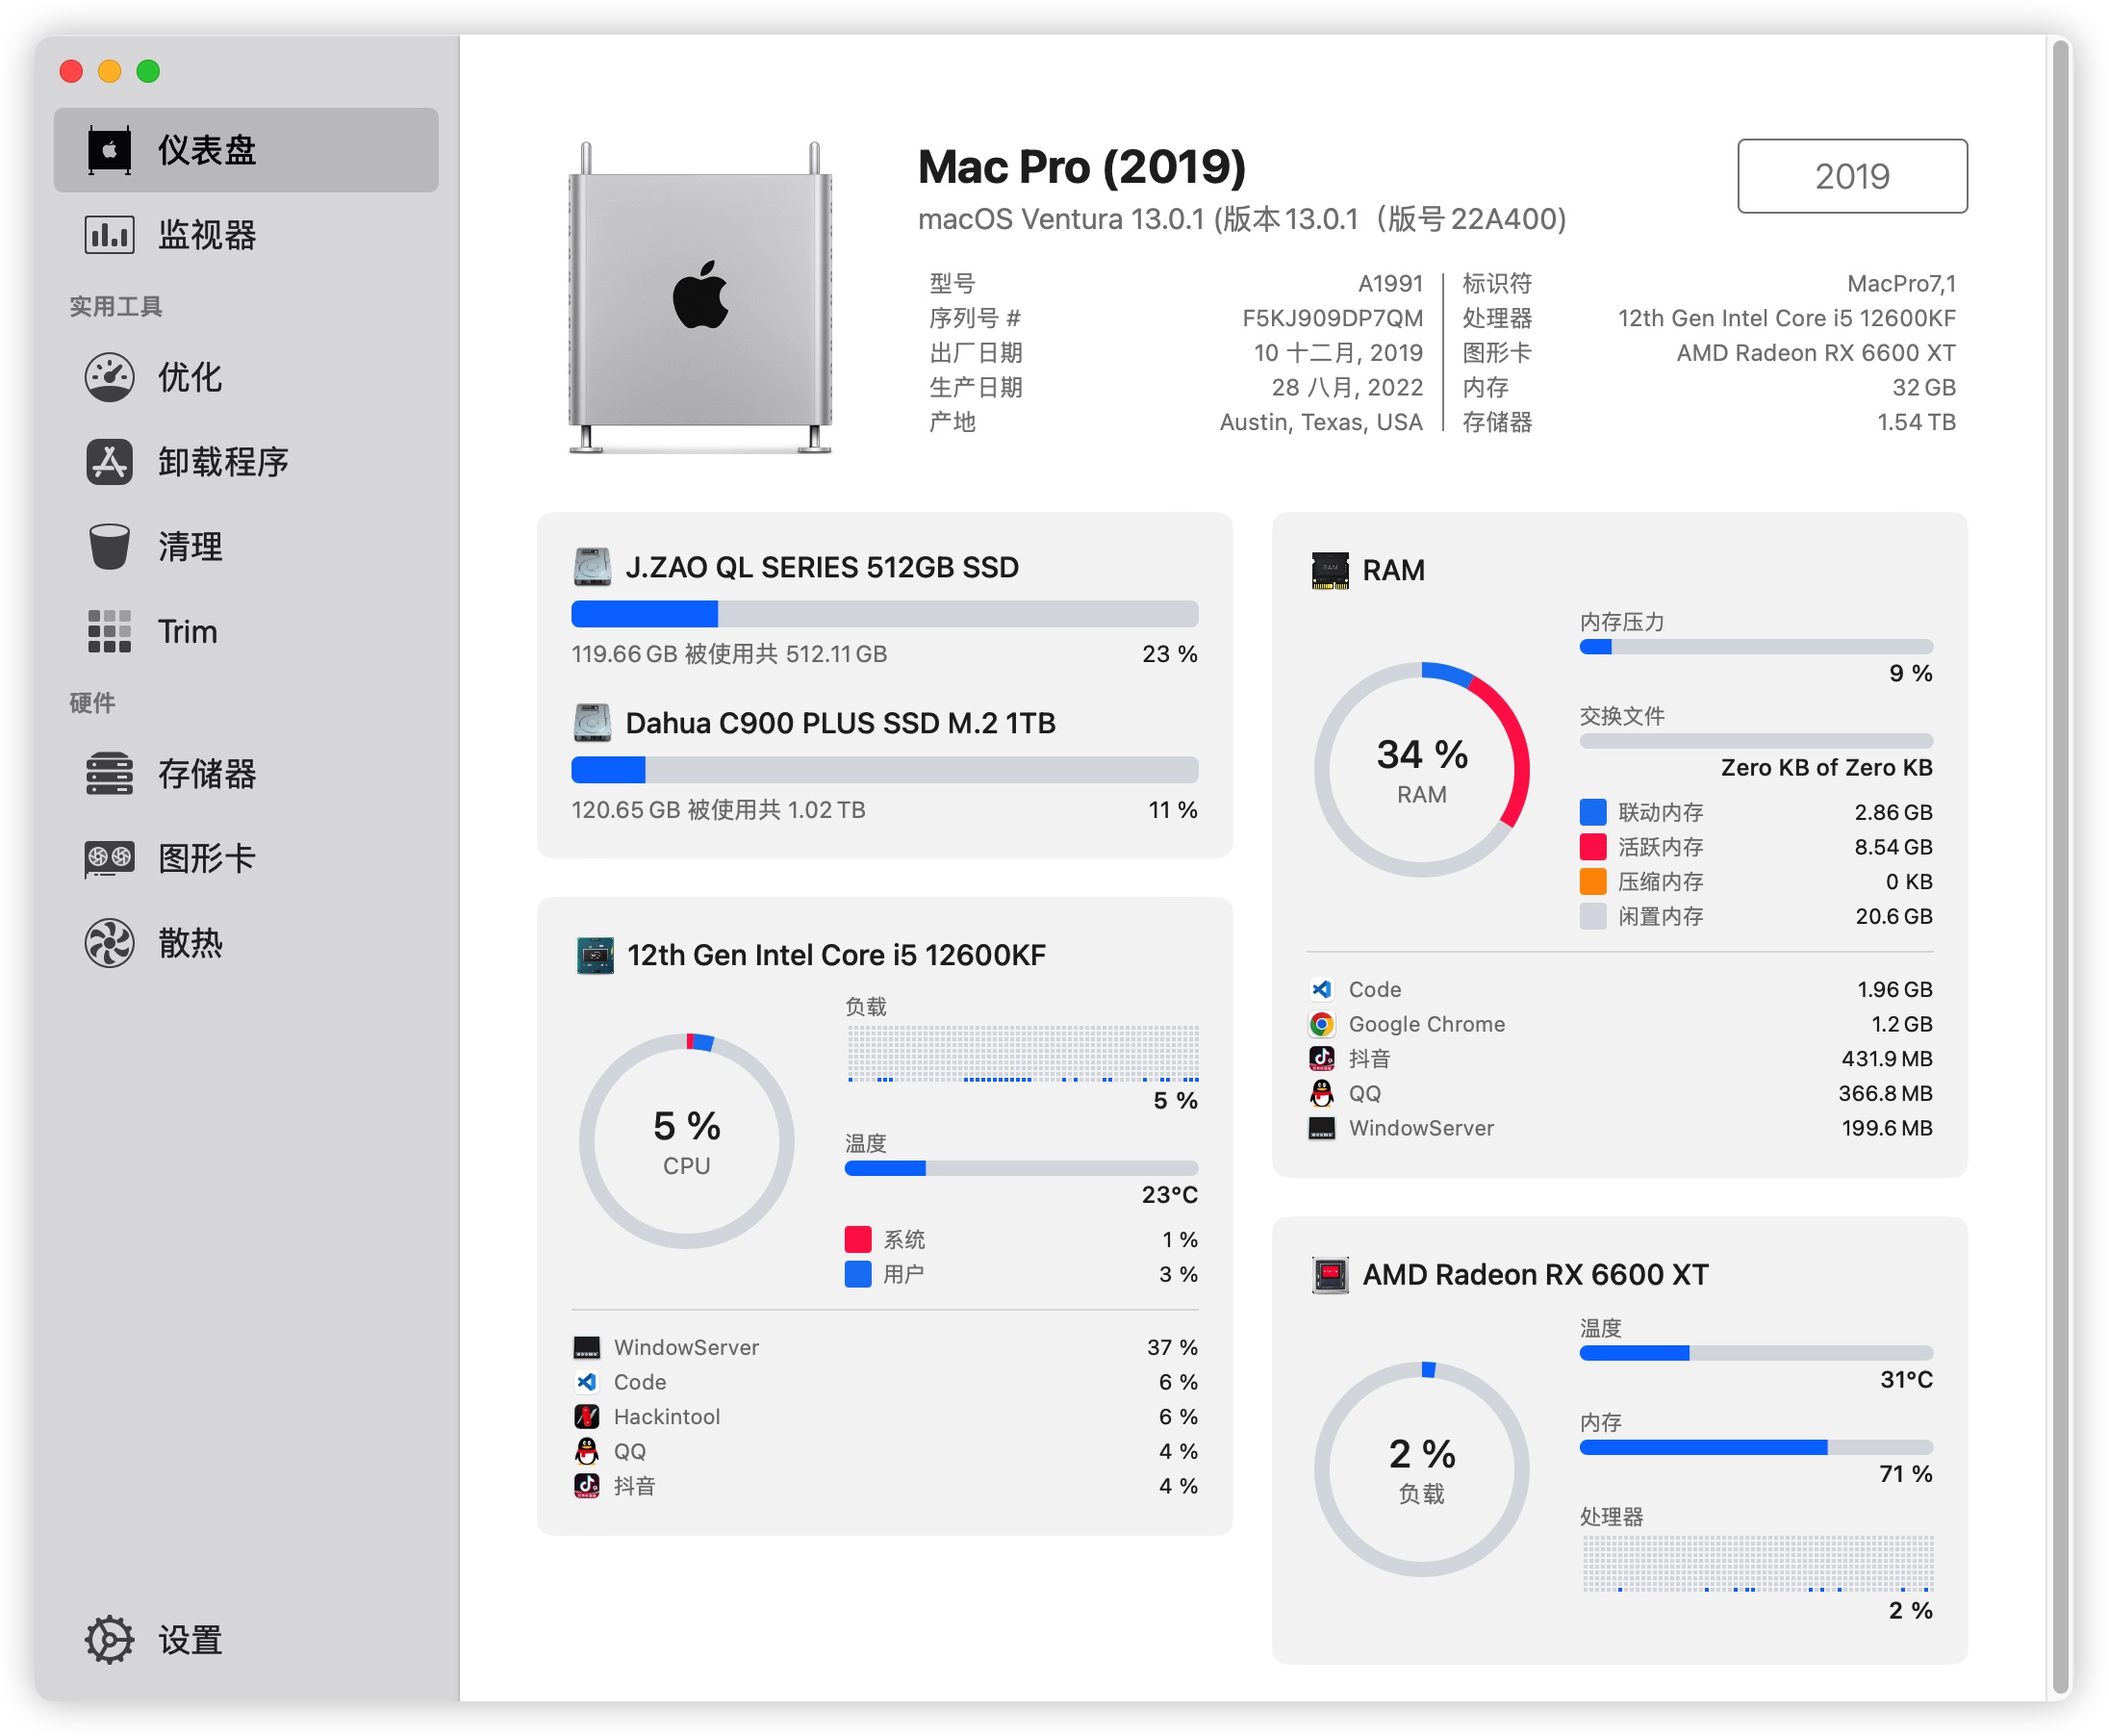 仪表盘
监视器
实用工具
优化
卸载程序
清理
Trim
硬件
存储器
图形卡
散热
设置
Mac Pro (2019)
2019
macOS Ventura 13.0.1 (版本 13.0.1（版号 22A400)
型号 A1991
序列号 # F5KJ909DP7QM
出厂日期 10 十二月, 2019
生产日期 28 八月, 2022
产地 Austin, Texas, USA
标识符 MacPro7,1
处理器 12th Gen Intel Core i5 12600KF
图形卡 AMD Radeon RX 6600 XT
内存 32 GB
存储器 1.54 TB
J.ZAO QL SERIES 512GB SSD
119.66 GB 被使用共 512.11 GB 23 %
Dahua C900 PLUS SSD M.2 1TB
120.65 GB 被使用共 1.02 TB 11 %
12th Gen Intel Core i5 12600KF
5 %
CPU
负载
5 %
温度
23°C
系统 1 %
用户 3 %
WindowServer 37 %
Code 6 %
Hackintool 6 %
QQ 4 %
抖音 4 %
RAM
34 %
RAM
内存压力
9 %
交换文件
Zero KB of Zero KB
联动内存 2.86 GB
活跃内存 8.54 GB
压缩内存 0 KB
闲置内存 20.6 GB
Code 1.96 GB
Google Chrome 1.2 GB
抖音 431.9 MB
QQ 366.8 MB
WindowServer 199.6 MB
AMD Radeon RX 6600 XT
2 %
负载
温度
31°C
内存
71 %
处理器
2 %